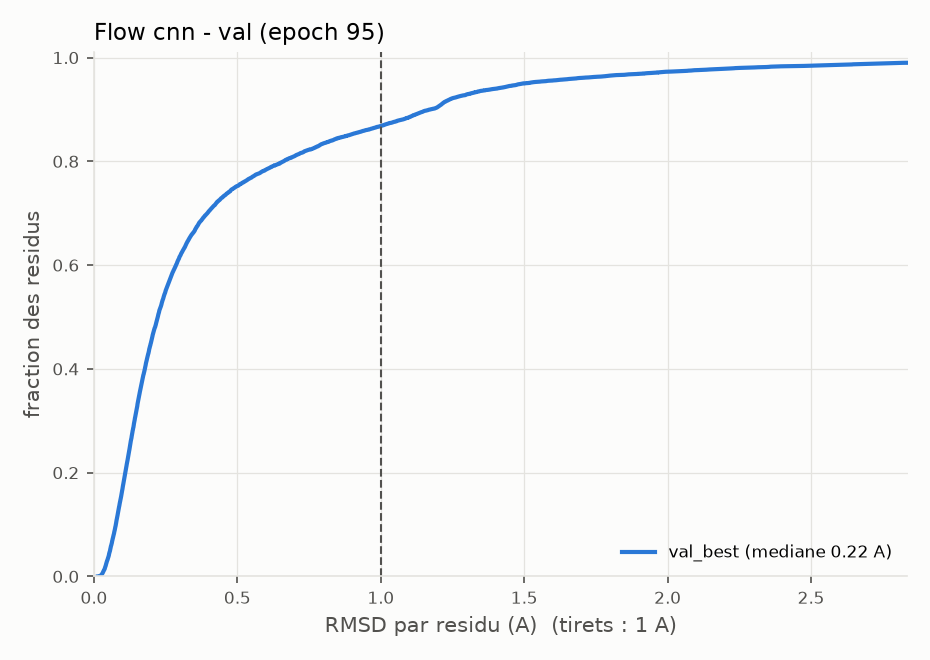 Flow cnn - val (epoch 95)
1.0
0.8
0.6
0.4
0.2
0.0
fraction des residus
val_best (mediane 0.22 A)
0.0 0.5 1.0 1.5 2.0 2.5
RMSD par residu (A) (tirets : 1 A)